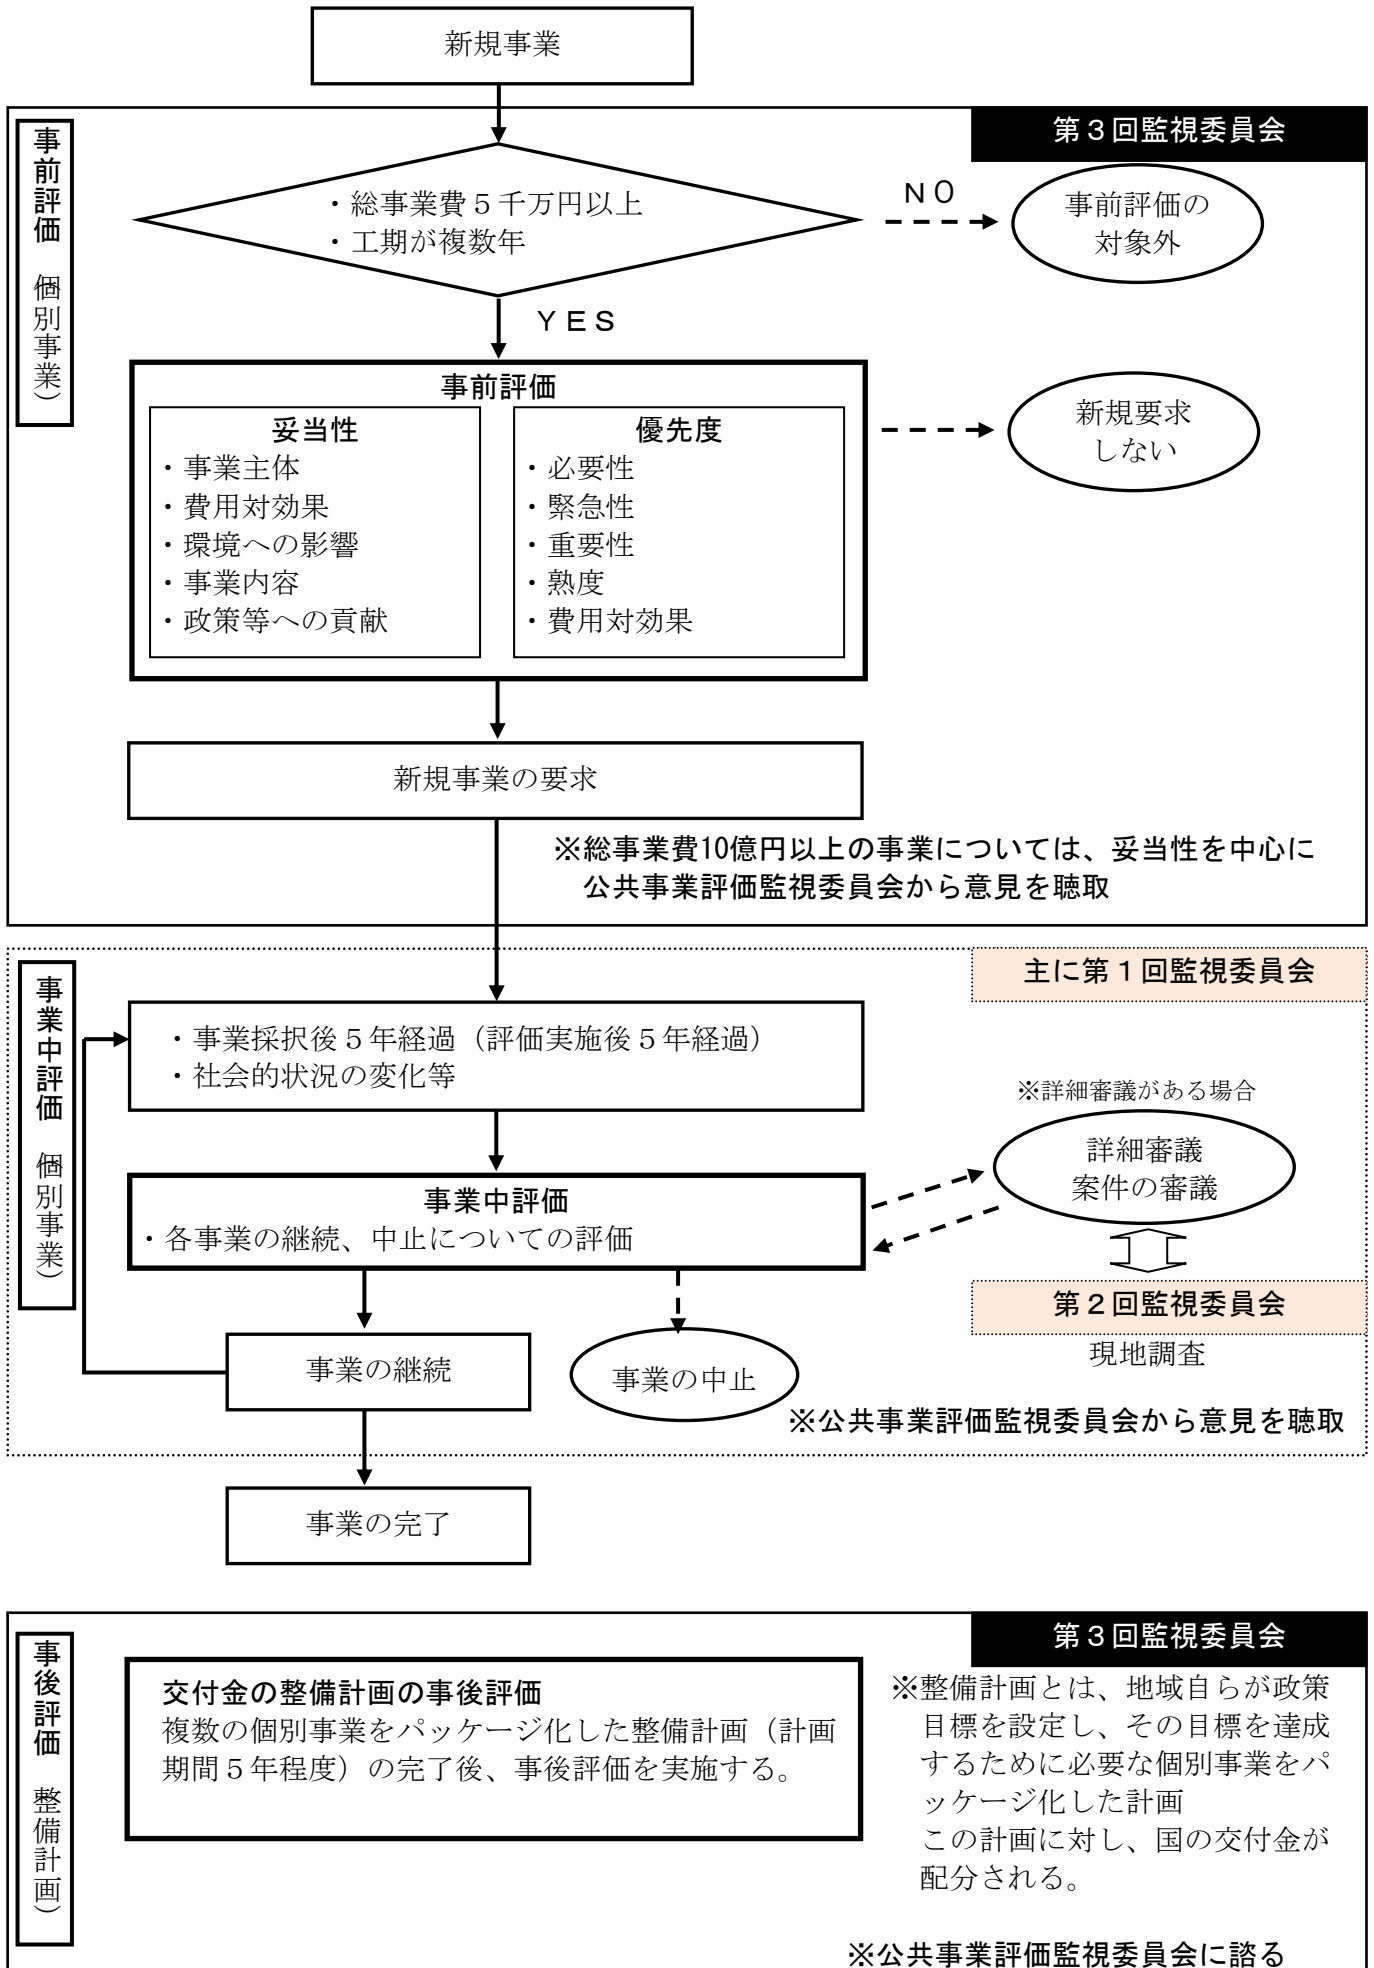 新規事業
第３回監視委員会
事前評価（個別事業）
・総事業費５千万円以上
・工期が複数年
ＮＯ
事前評価の
対象外
ＹＥＳ
事前評価
妥当性
・事業主体
・費用対効果
・環境への影響
・事業内容
・政策等への貢献
優先度
・必要性
・緊急性
・重要性
・熟度
・費用対効果
新規要求
しない
新規事業の要求
※総事業費10億円以上の事業については、妥当性を中心に
公共事業評価監視委員会から意見を聴取
主に第１回監視委員会
事業中評価（個別事業）
・事業採択後５年経過（評価実施後５年経過）
・社会的状況の変化等
※詳細審議がある場合
詳細審議
案件の審議
事業中評価
・各事業の継続、中止についての評価
第２回監視委員会
現地調査
事業の継続
事業の中止
※公共事業評価監視委員会から意見を聴取
事業の完了
第３回監視委員会
事後評価（整備計画）
交付金の整備計画の事後評価
複数の個別事業をパッケージ化した整備計画（計画
期間５年程度）の完了後、事後評価を実施する。
※整備計画とは、地域自らが政策
目標を設定し、その目標を達成
するために必要な個別事業をパ
ッケージ化した計画
この計画に対し、国の交付金が
配分される。
※公共事業評価監視委員会に諮る